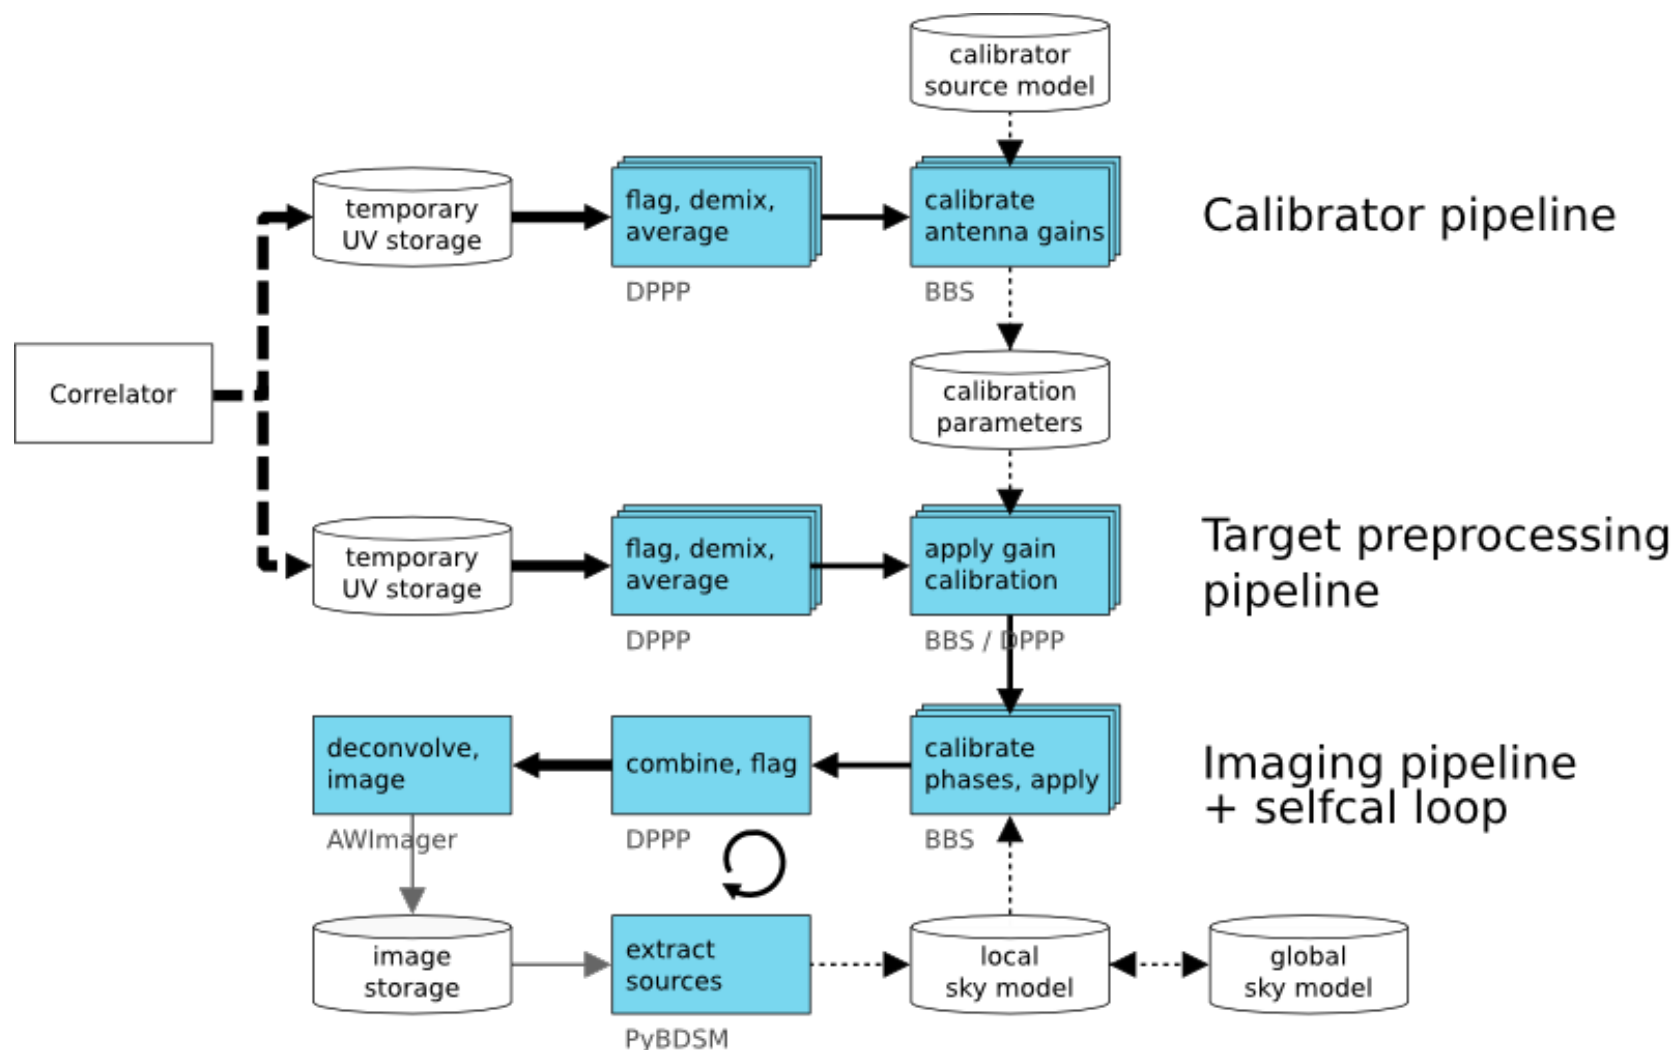 calibrator
source model
temporary
UV storage
flag, demix,
average
DPPP
calibrate
antenna gains
BBS
Calibrator pipeline
Correlator
calibration
parameters
temporary
UV storage
flag, demix,
average
DPPP
apply gain
calibration
BBS / DPPP
Target preprocessing
pipeline
deconvolve,
image
AWImager
combine, flag
DPPP
calibrate
phases, apply
BBS
Imaging pipeline
+ selfcal loop
image
storage
extract
sources
PyBDSM
local
sky model
global
sky model